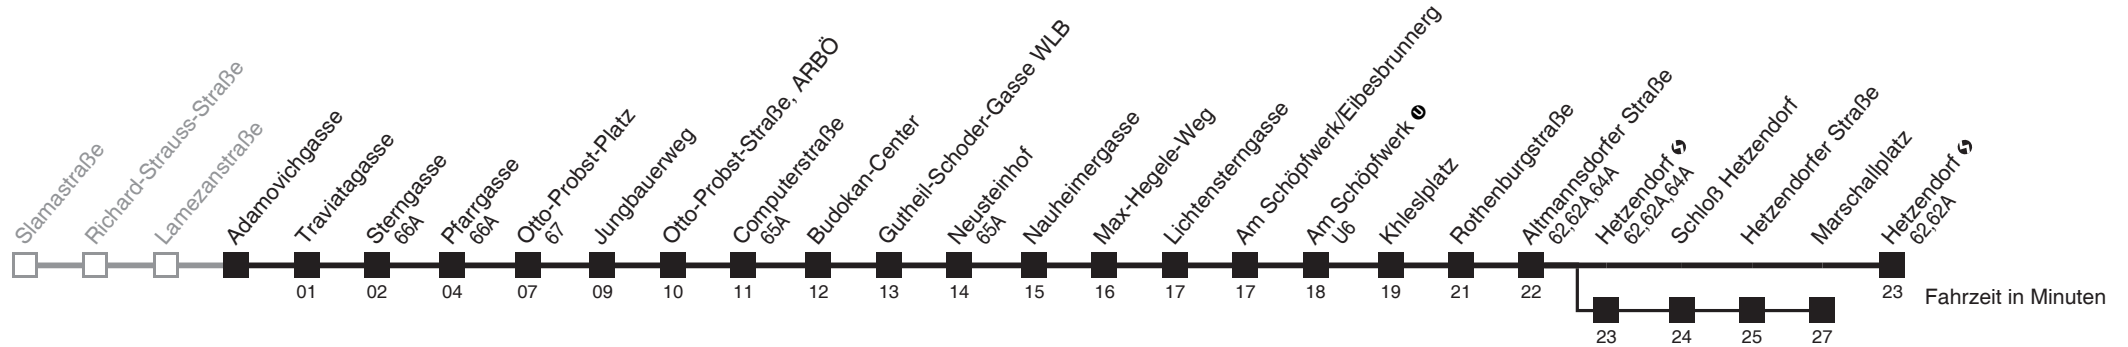 Slamastraße
Richard-Strauss-Straße
Lamezanstraße
Adamovichgasse
Traviatagasse
Sterngasse
66A
Pfarrgasse
66A
Otto-Probst-Platz
67
Jungbauerweg
Otto-Probst-Straße, ARBÖ
Computerstraße
65A
Budokan-Center
Gutheil-Schoder-Gasse WLB
Neusteinhof
65A
Nauheimergasse
Max-Hegele-Weg
Lichtensterngasse
Am Schöpfwerk/Eibesbrunnerg
Am Schöpfwerk U
U6
Khleslplatz
Rothenburgstraße
Altmannsdorfer Straße
62,62A,64A
Hetzendorf S
62,62A,64A
Schloß Hetzendorf
Hetzendorfer Straße
Marschallplatz
Hetzendorf S
62,62A
01 02 04 07 09 10 11 12 13 14 15 16 17 17 18 19 21 22 23 Fahrzeit in Minuten
23 24 25 27